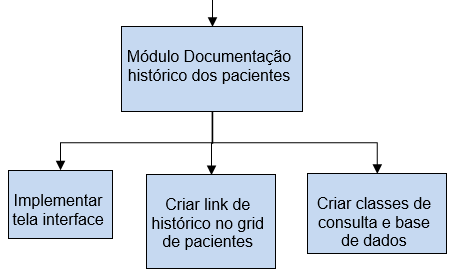 Módulo Documentação
histórico dos pacientes
Implementar
tela interface
Criar link de
histórico no grid
de pacientes
Criar classes de
consulta e base
de dados